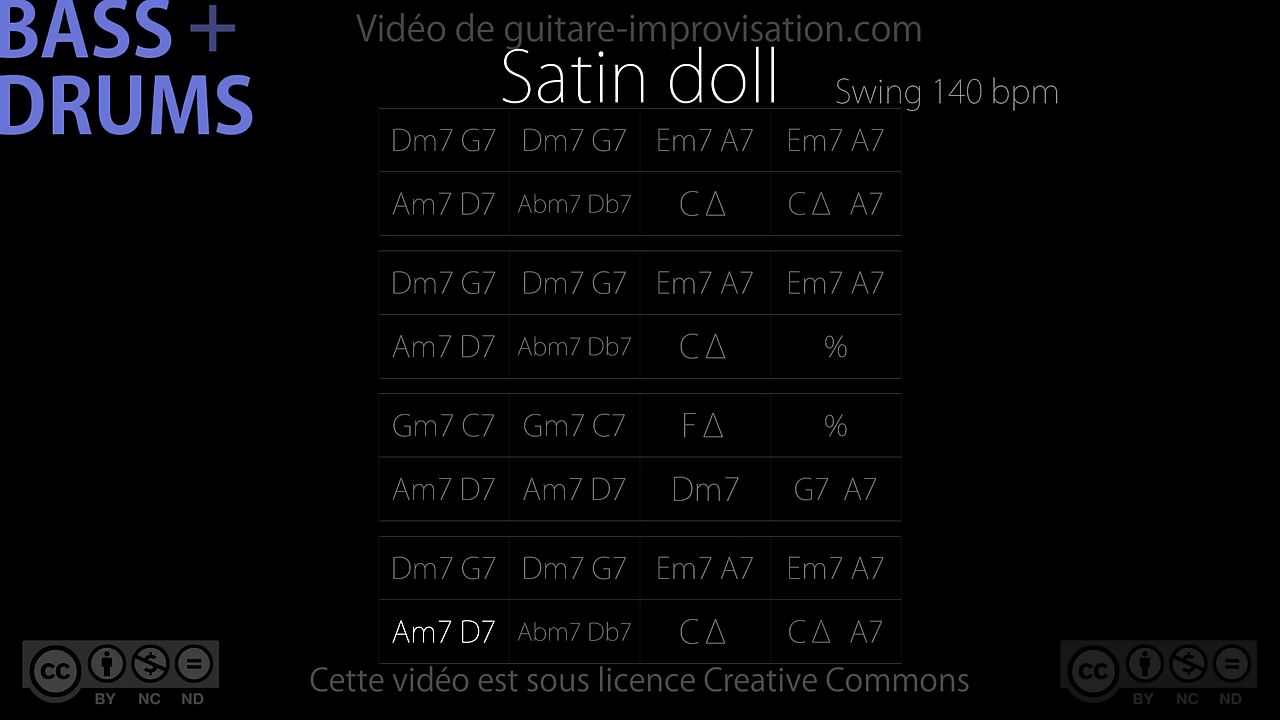 BASS +
DRUMS
Vidéo de guitare-improvisation.com
Satin doll
Swing 140 bpm
Dm7 G7 Dm7 G7 Em7 A7 Em7 A7
Am7 D7 Abm7 Db7 C Δ C Δ A7
Dm7 G7 Dm7 G7 Em7 A7 Em7 A7
Am7 D7 Abm7 Db7 C Δ %
Gm7 C7 Gm7 C7 F Δ %
Am7 D7 Am7 D7 Dm7 G7 A7
Dm7 G7 Dm7 G7 Em7 A7 Em7 A7
Am7 D7 Abm7 Db7 C Δ C Δ A7
cc BY NC ND
Cette vidéo est sous licence Creative Commons
cc BY NC ND